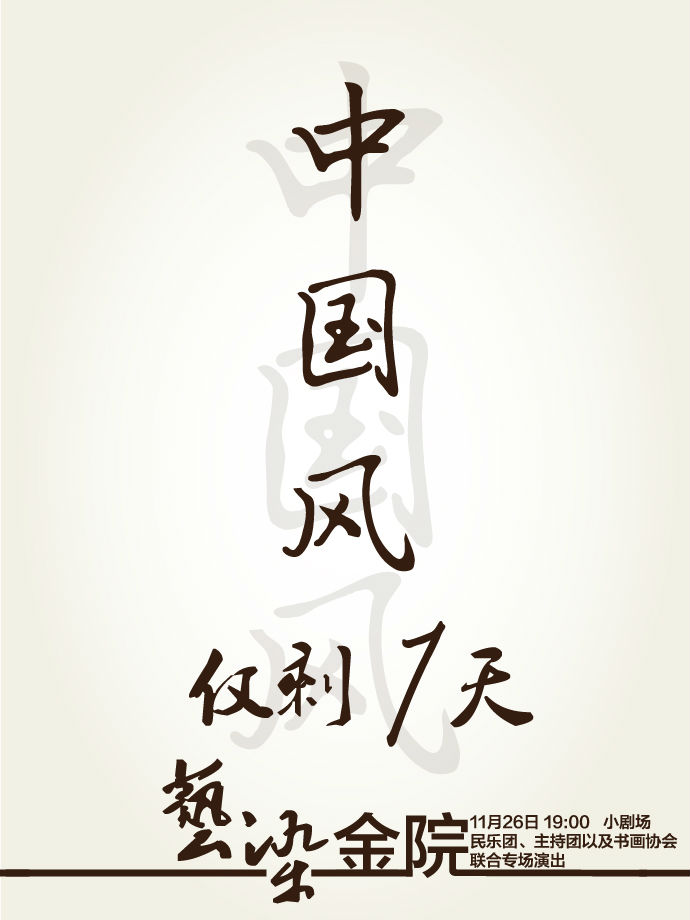 中国风
仅剩1天
藝染金院
11月26日 19:00 小剧场
民乐团、主持团以及书画协会
联合专场演出